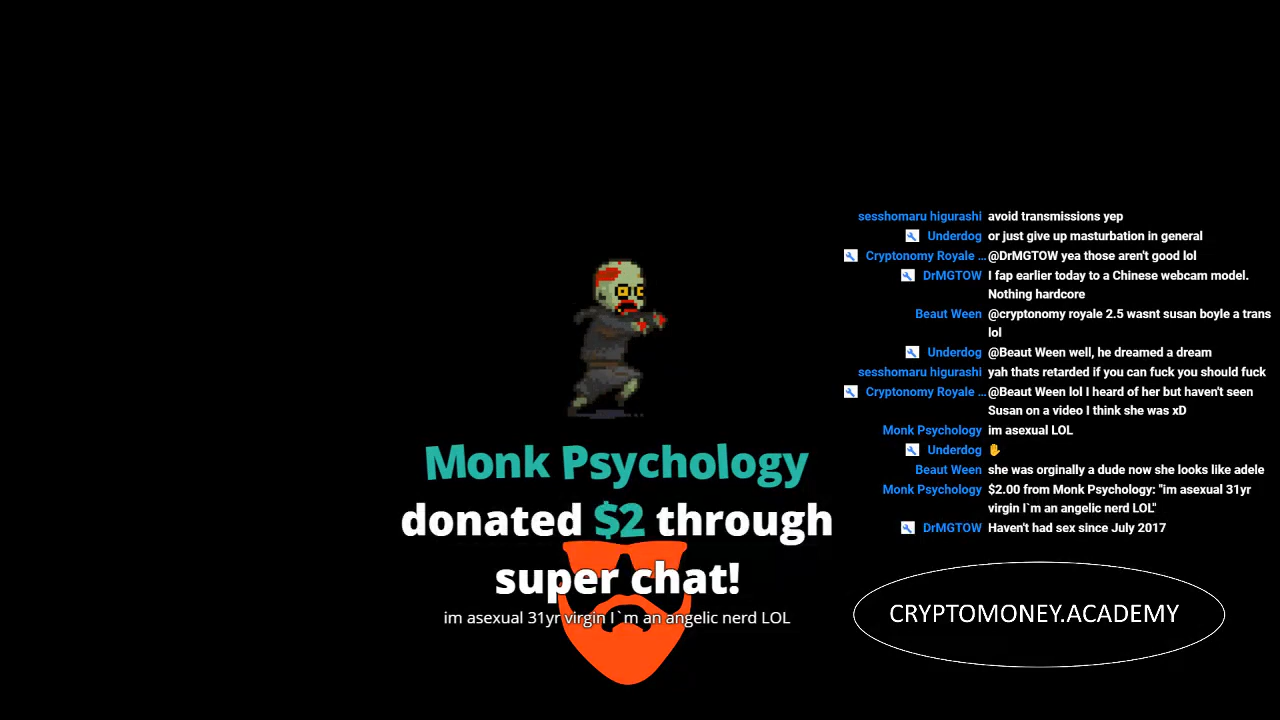 sesshomaru higurashi avoid transmissions yep
Underdog or just give up masturbation in general
Cryptonomy Royale ... @DrMGTOW yea those aren't good lol
DrMGTOW I fap earlier today to a Chinese webcam model.
Nothing hardcore
Beaut Ween @cryptonomy royale 2.5 wasnt susan boyle a trans
lol
Underdog @Beaut Ween well, he dreamed a dream
sesshomaru higurashi yah thats retarded if you can fuck you should fuck
Cryptonomy Royale ... @Beaut Ween lol I heard of her but haven't seen
Susan on a video I think she was xD
Monk Psychology im asexual LOL
Underdog ✋
Beaut Ween she was orginally a dude now she looks like adele
Monk Psychology $2.00 from Monk Psychology: "im asexual 31yr
virgin I`m an angelic nerd LOL"
DrMGTOW Haven't had sex since July 2017
Monk Psychology
donated $2 through
super chat!
im asexual 31yr virgin I`m an angelic nerd LOL
CRYPTOMONEY.ACADEMY